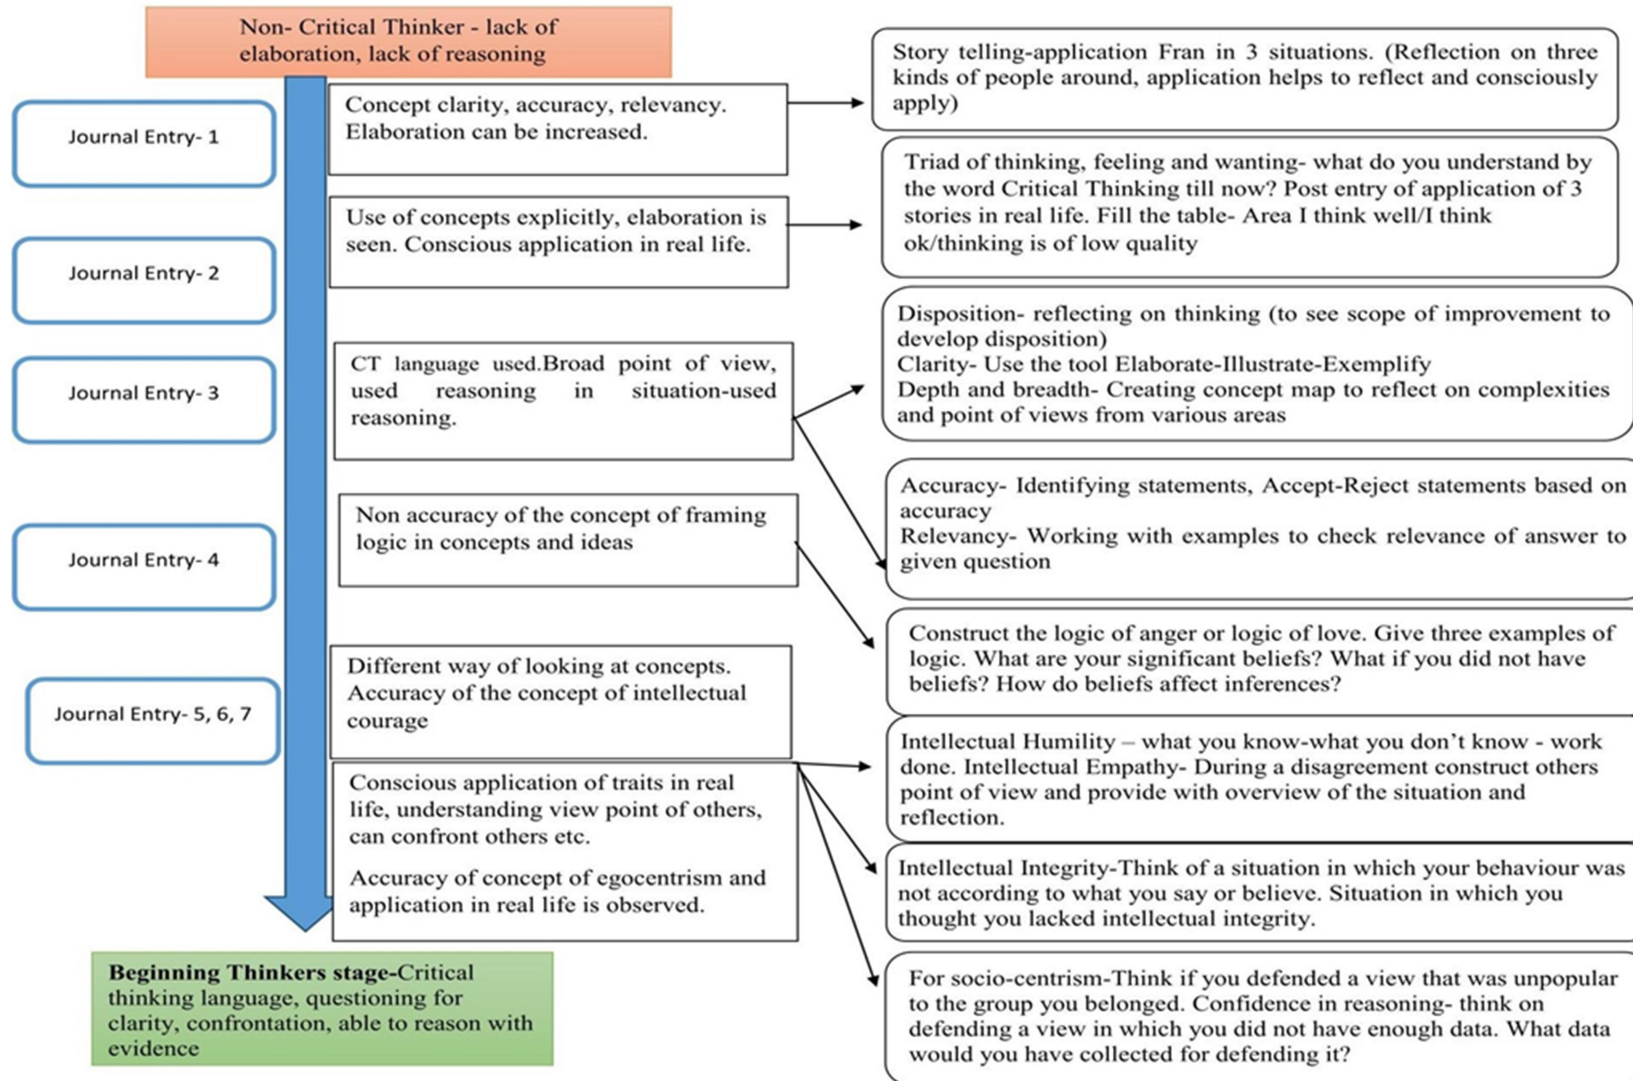 Non- Critical Thinker - lack of
elaboration, lack of reasoning
Journal Entry- 1
Concept clarity, accuracy, relevancy.
Elaboration can be increased.
Story telling-application Fran in 3 situations. (Reflection on three
kinds of people around, application helps to reflect and consciously
apply)
Journal Entry- 2
Use of concepts explicitly, elaboration is
seen. Conscious application in real life.
Triad of thinking, feeling and wanting- what do you understand by
the word Critical Thinking till now? Post entry of application of 3
stories in real life. Fill the table- Area I think well/I think
ok/thinking is of low quality
Journal Entry- 3
CT language used.Broad point of view,
used reasoning in situation-used
reasoning.
Disposition- reflecting on thinking (to see scope of improvement to
develop disposition)
Clarity- Use the tool Elaborate-Illustrate-Exemplify
Depth and breadth- Creating concept map to reflect on complexities
and point of views from various areas
Accuracy- Identifying statements, Accept-Reject statements based on
accuracy
Relevancy- Working with examples to check relevance of answer to
given question
Journal Entry- 4
Non accuracy of the concept of framing
logic in concepts and ideas
Construct the logic of anger or logic of love. Give three examples of
logic. What are your significant beliefs? What if you did not have
beliefs? How do beliefs affect inferences?
Journal Entry- 5, 6, 7
Different way of looking at concepts.
Accuracy of the concept of intellectual
courage
Conscious application of traits in real
life, understanding view point of others,
can confront others etc.
Accuracy of concept of egocentrism and
application in real life is observed.
Intellectual Humility – what you know-what you don’t know - work
done. Intellectual Empathy- During a disagreement construct others
point of view and provide with overview of the situation and
reflection.
Intellectual Integrity-Think of a situation in which your behaviour was
not according to what you say or believe. Situation in which you
thought you lacked intellectual integrity.
For socio-centrism-Think if you defended a view that was unpopular
to the group you belonged. Confidence in reasoning- think on
defending a view in which you did not have enough data. What data
would you have collected for defending it?
Beginning Thinkers stage-Critical
thinking language, questioning for
clarity, confrontation, able to reason with
evidence